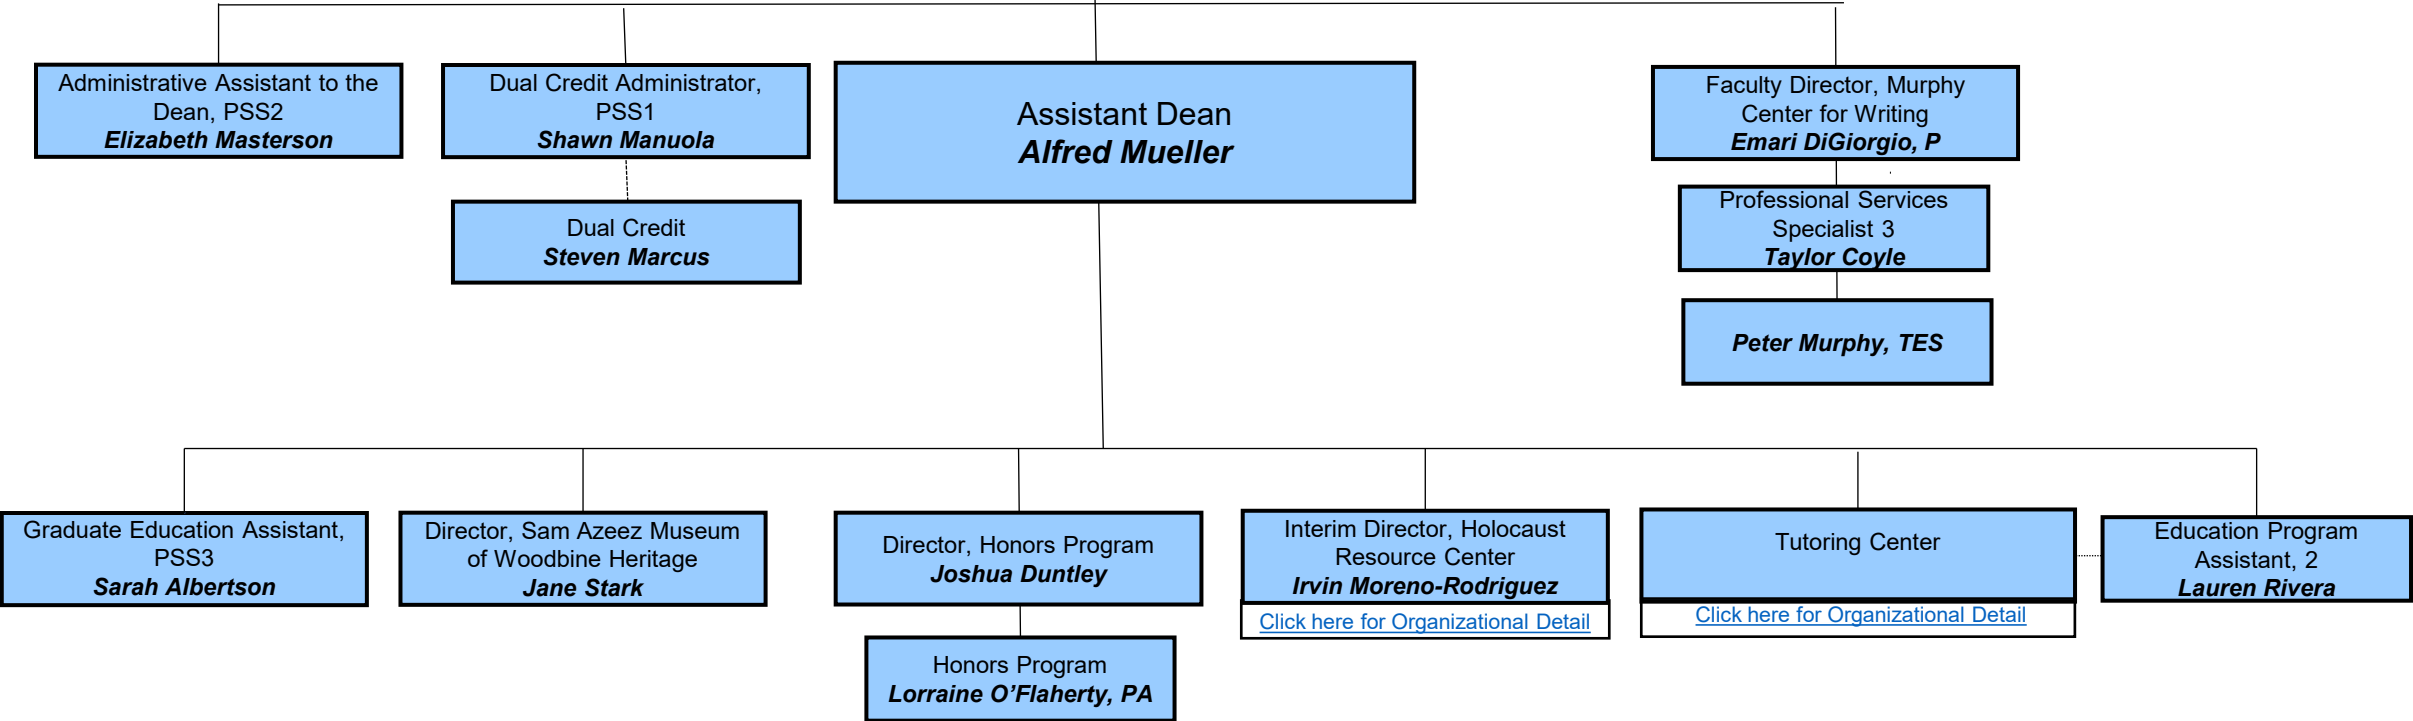 Administrative Assistant to the
Dean, PSS2
Elizabeth Masterson
Dual Credit Administrator,
PSS1
Shawn Manuola
Assistant Dean
Alfred Mueller
Faculty Director, Murphy
Center for Writing
Emari DiGiorgio, P
Dual Credit
Steven Marcus
Professional Services
Specialist 3
Taylor Coyle
Peter Murphy, TES
Graduate Education Assistant,
PSS3
Sarah Albertson
Director, Sam Azeez Museum
of Woodbine Heritage
Jane Stark
Director, Honors Program
Joshua Duntley
Interim Director, Holocaust
Resource Center
Irvin Moreno-Rodriguez
Click here for Organizational Detail
Tutoring Center
Click here for Organizational Detail
Education Program
Assistant, 2
Lauren Rivera
Honors Program
Lorraine O’Flaherty, PA